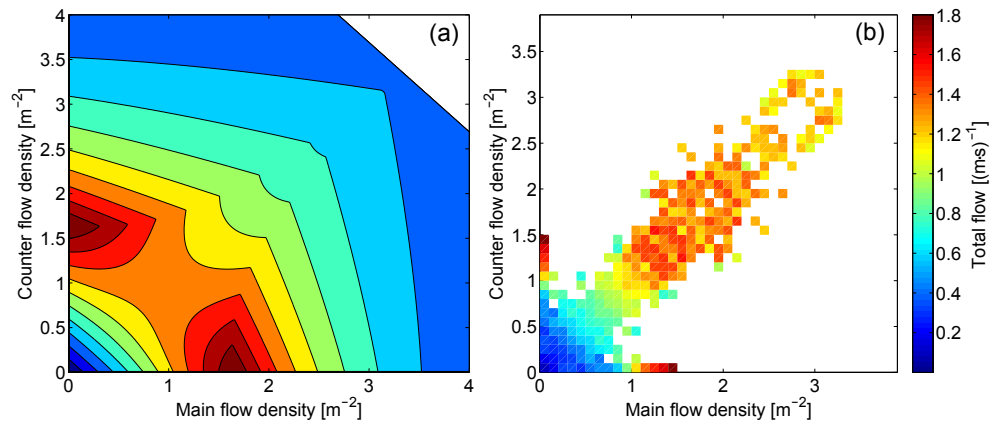 (a)
4
3.5
3
2.5
2
1.5
1
0.5
0
0 1 2 3 4
Counter flow density [m⁻²]
Main flow density [m⁻²]
(b)
3.5
3
2.5
2
1.5
1
0.5
0
0 1 2 3
Counter flow density [m⁻²]
Main flow density [m⁻²]
1.8
1.6
1.4
1.2
1
0.8
0.6
0.4
0.2
Total flow [(ms)⁻¹]